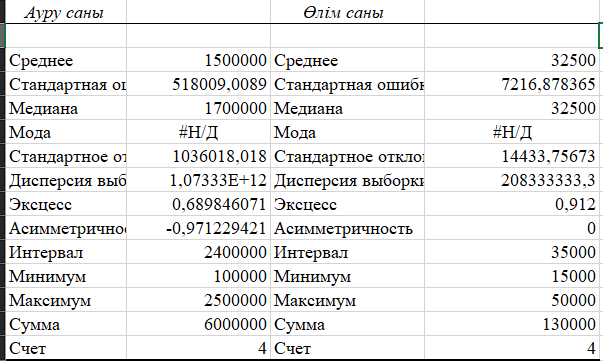 Ауру саны Өлім саны
Среднее 1500000 Среднее 32500
Стандартная ош 518009,0089 Стандартная ошибк 7216,878365
Медиана 1700000 Медиана 32500
Мода #Н/Д Мода #Н/Д
Стандартное от 1036018,018 Стандартное откло 14433,75673
Дисперсия выб 1,07333E+12 Дисперсия выборки 208333333,3
Эксцесс 0,689846071 Эксцесс 0,912
Асимметрично -0,971229421 Асимметричность 0
Интервал 2400000 Интервал 35000
Минимум 100000 Минимум 15000
Максимум 2500000 Максимум 50000
Сумма 6000000 Сумма 130000
Счет 4 Счет 4